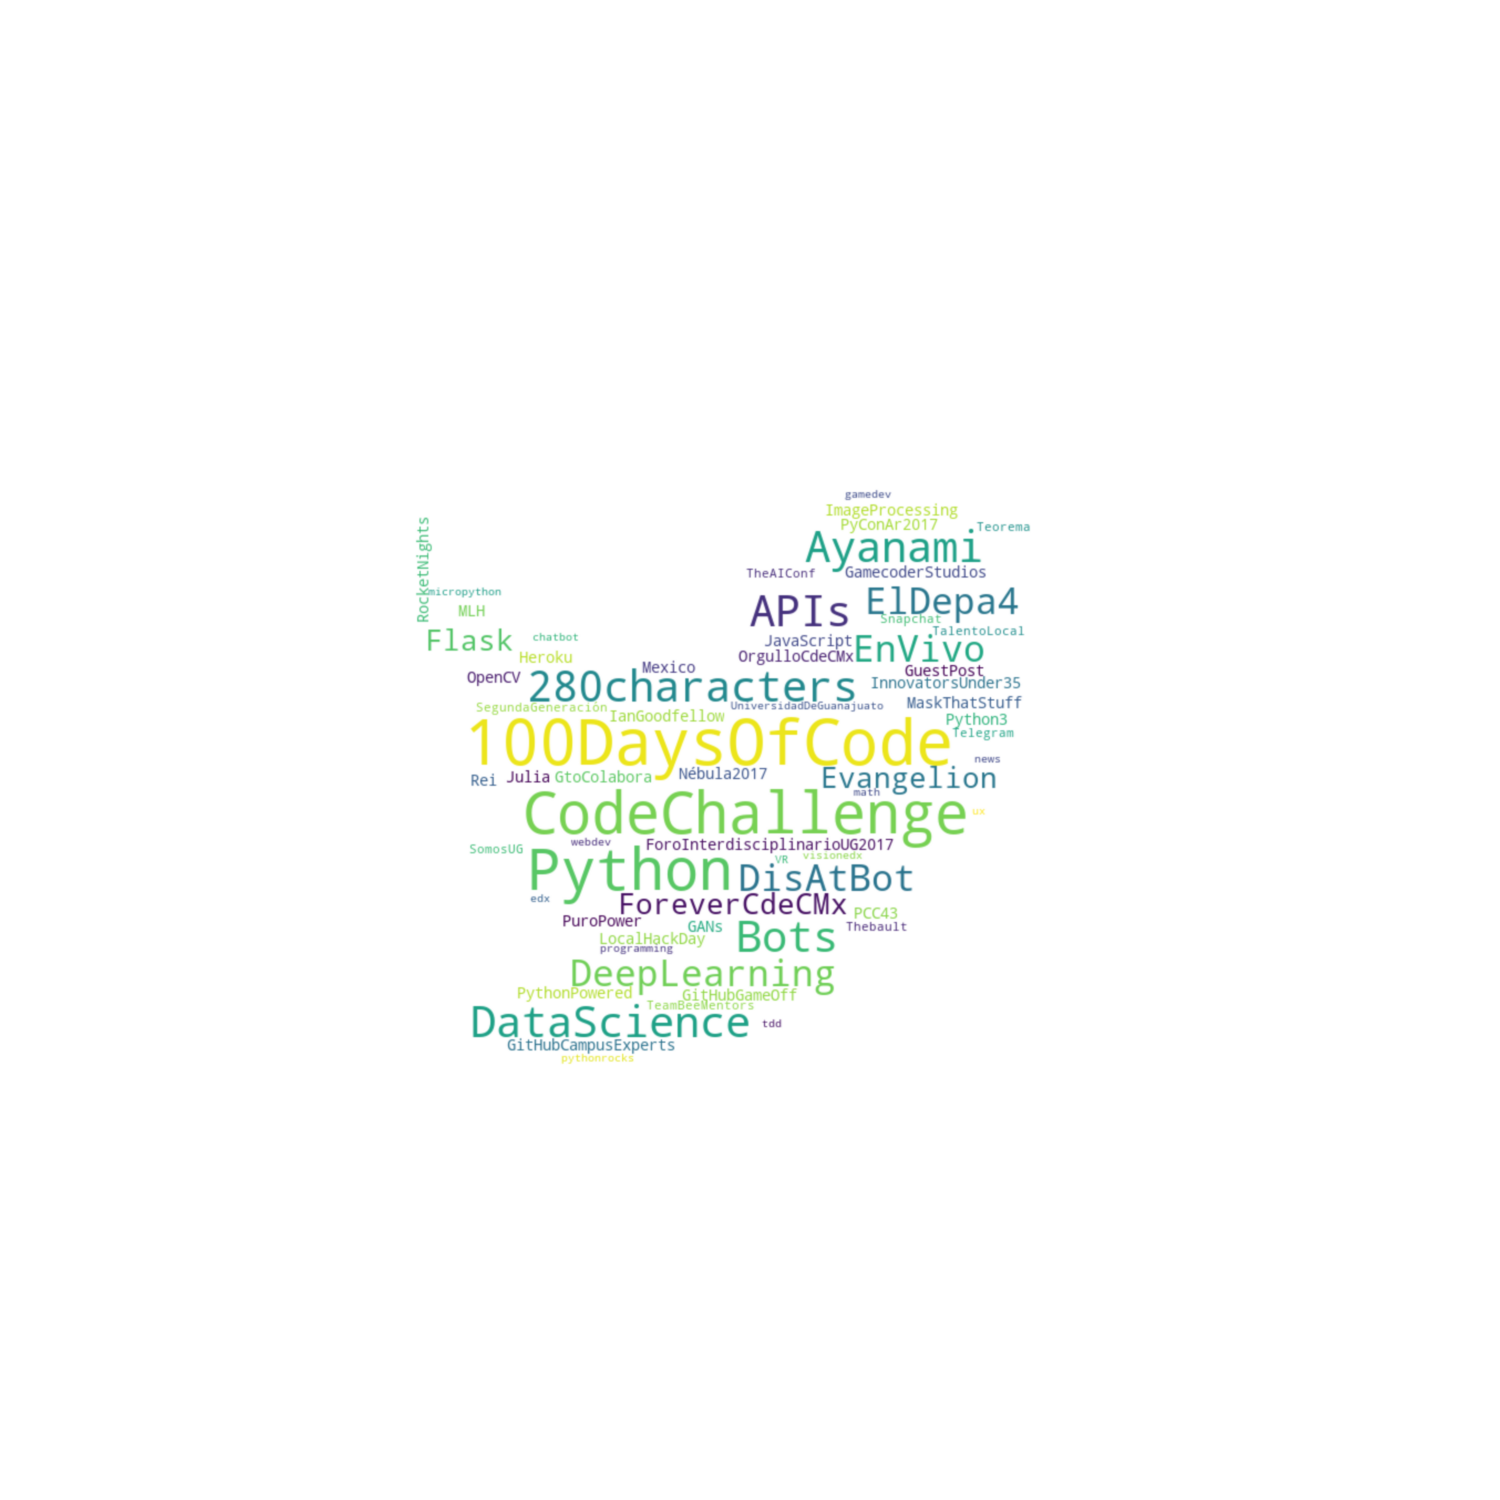 gamedev
ImageProcessing
PyConAr2017
Teorema
RocketNights
Ayanami
TheAIConf
GamecoderStudios
micropython
ElDepa4
MLH
APIs
Snapchat
TalentoLocal
Flask
chatbot
JavaScript
EnVivo
Heroku
OrgulloCdeCMx
Mexico
GuestPost
OpenCV
280characters
InnovatorsUnder35
SegundaGeneración
UniversidadDeGuanajuato
MaskThatStuff
IanGoodfellow
Python3
Telegram
100DaysOfCode
news
Rei
Julia
GtoColabora
Nébula2017
Evangelion
math
CodeChallenge
ux
webdev
ForoInterdisciplinarioUG2017
SomosUG
VR
visionedx
Python
DisAtBot
edx
ForeverCdeCMx
PCC43
PuroPower
GANs
Thebault
LocalHackDay
Bots
programming
DeepLearning
PythonPowered
GitHubGameOff
TeamBeeMentors
DataScience
tdd
GitHubCampusExperts
pythonrocks